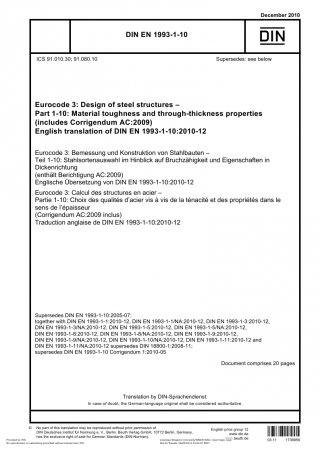 December 2010
DIN EN 1993-1-10
DIN
ICS 91.010.30; 91.080.10
Supersedes: see below
Eurocode 3: Design of steel structures –
Part 1-10: Material toughness and through-thickness properties
(includes Corrigendum AC:2009)
English translation of DIN EN 1993-1-10:2010-12
Eurocode 3: Bemessung und Konstruktion von Stahlbauten –
Teil 1-10: Stahlsortenauswahl im Hinblick auf Bruchzähigkeit und Eigenschaften in
Dickenrichtung
(enthält Berichtigung AC:2009)
Englische Übersetzung von DIN EN 1993-1-10:2010-12
Eurocode 3: Calcul des structures en acier –
Partie 1-10: Choix des qualités d'acier vis à vis de la ténacité et des propriétés dans le
sens de l'épaisseur
(Corrigendum AC:2009 inclus)
Traduction anglaise de DIN EN 1993-1-10:2010-12
Supersedes DIN EN 1993-1-10:2005-07;
together with DIN EN 1993-1-1:2010-12, DIN EN 1993-1-1/NA:2010-12, DIN EN 1993-1-3:2010-12,
DIN EN 1993-1-3/NA:2010-12, DIN EN 1993-1-5:2010-12, DIN EN 1993-1-5/NA:2010-12,
DIN EN 1993-1-8:2010-12, DIN EN 1993-1-8/NA:2010-12, DIN EN 1993-1-9:2010-12,
DIN EN 1993-1-9/NA:2010-12, DIN EN 1993-1-10/NA:2010-12, DIN EN 1993-1-11:2010-12 and
DIN EN 1993-1-11/NA:2010-12 supersedes DIN 18800-1:2008-11;
supersedes DIN EN 1993-1-10 Corrigendum 1:2010-05
Document comprises 20 pages
Translation by DIN-Sprachendienst.
In case of doubt, the German-language original shall be considered authoritative.
© No part of this translation may be reproduced without prior permission of
DIN Deutsches Institut für Normung e. V., Berlin. Beuth Verlag GmbH, 10772 Berlin, Germany,
has the exclusive right of sale for German Standards (DIN-Normen).
English price group 12
www.din.de
www.beuth.de
03.11